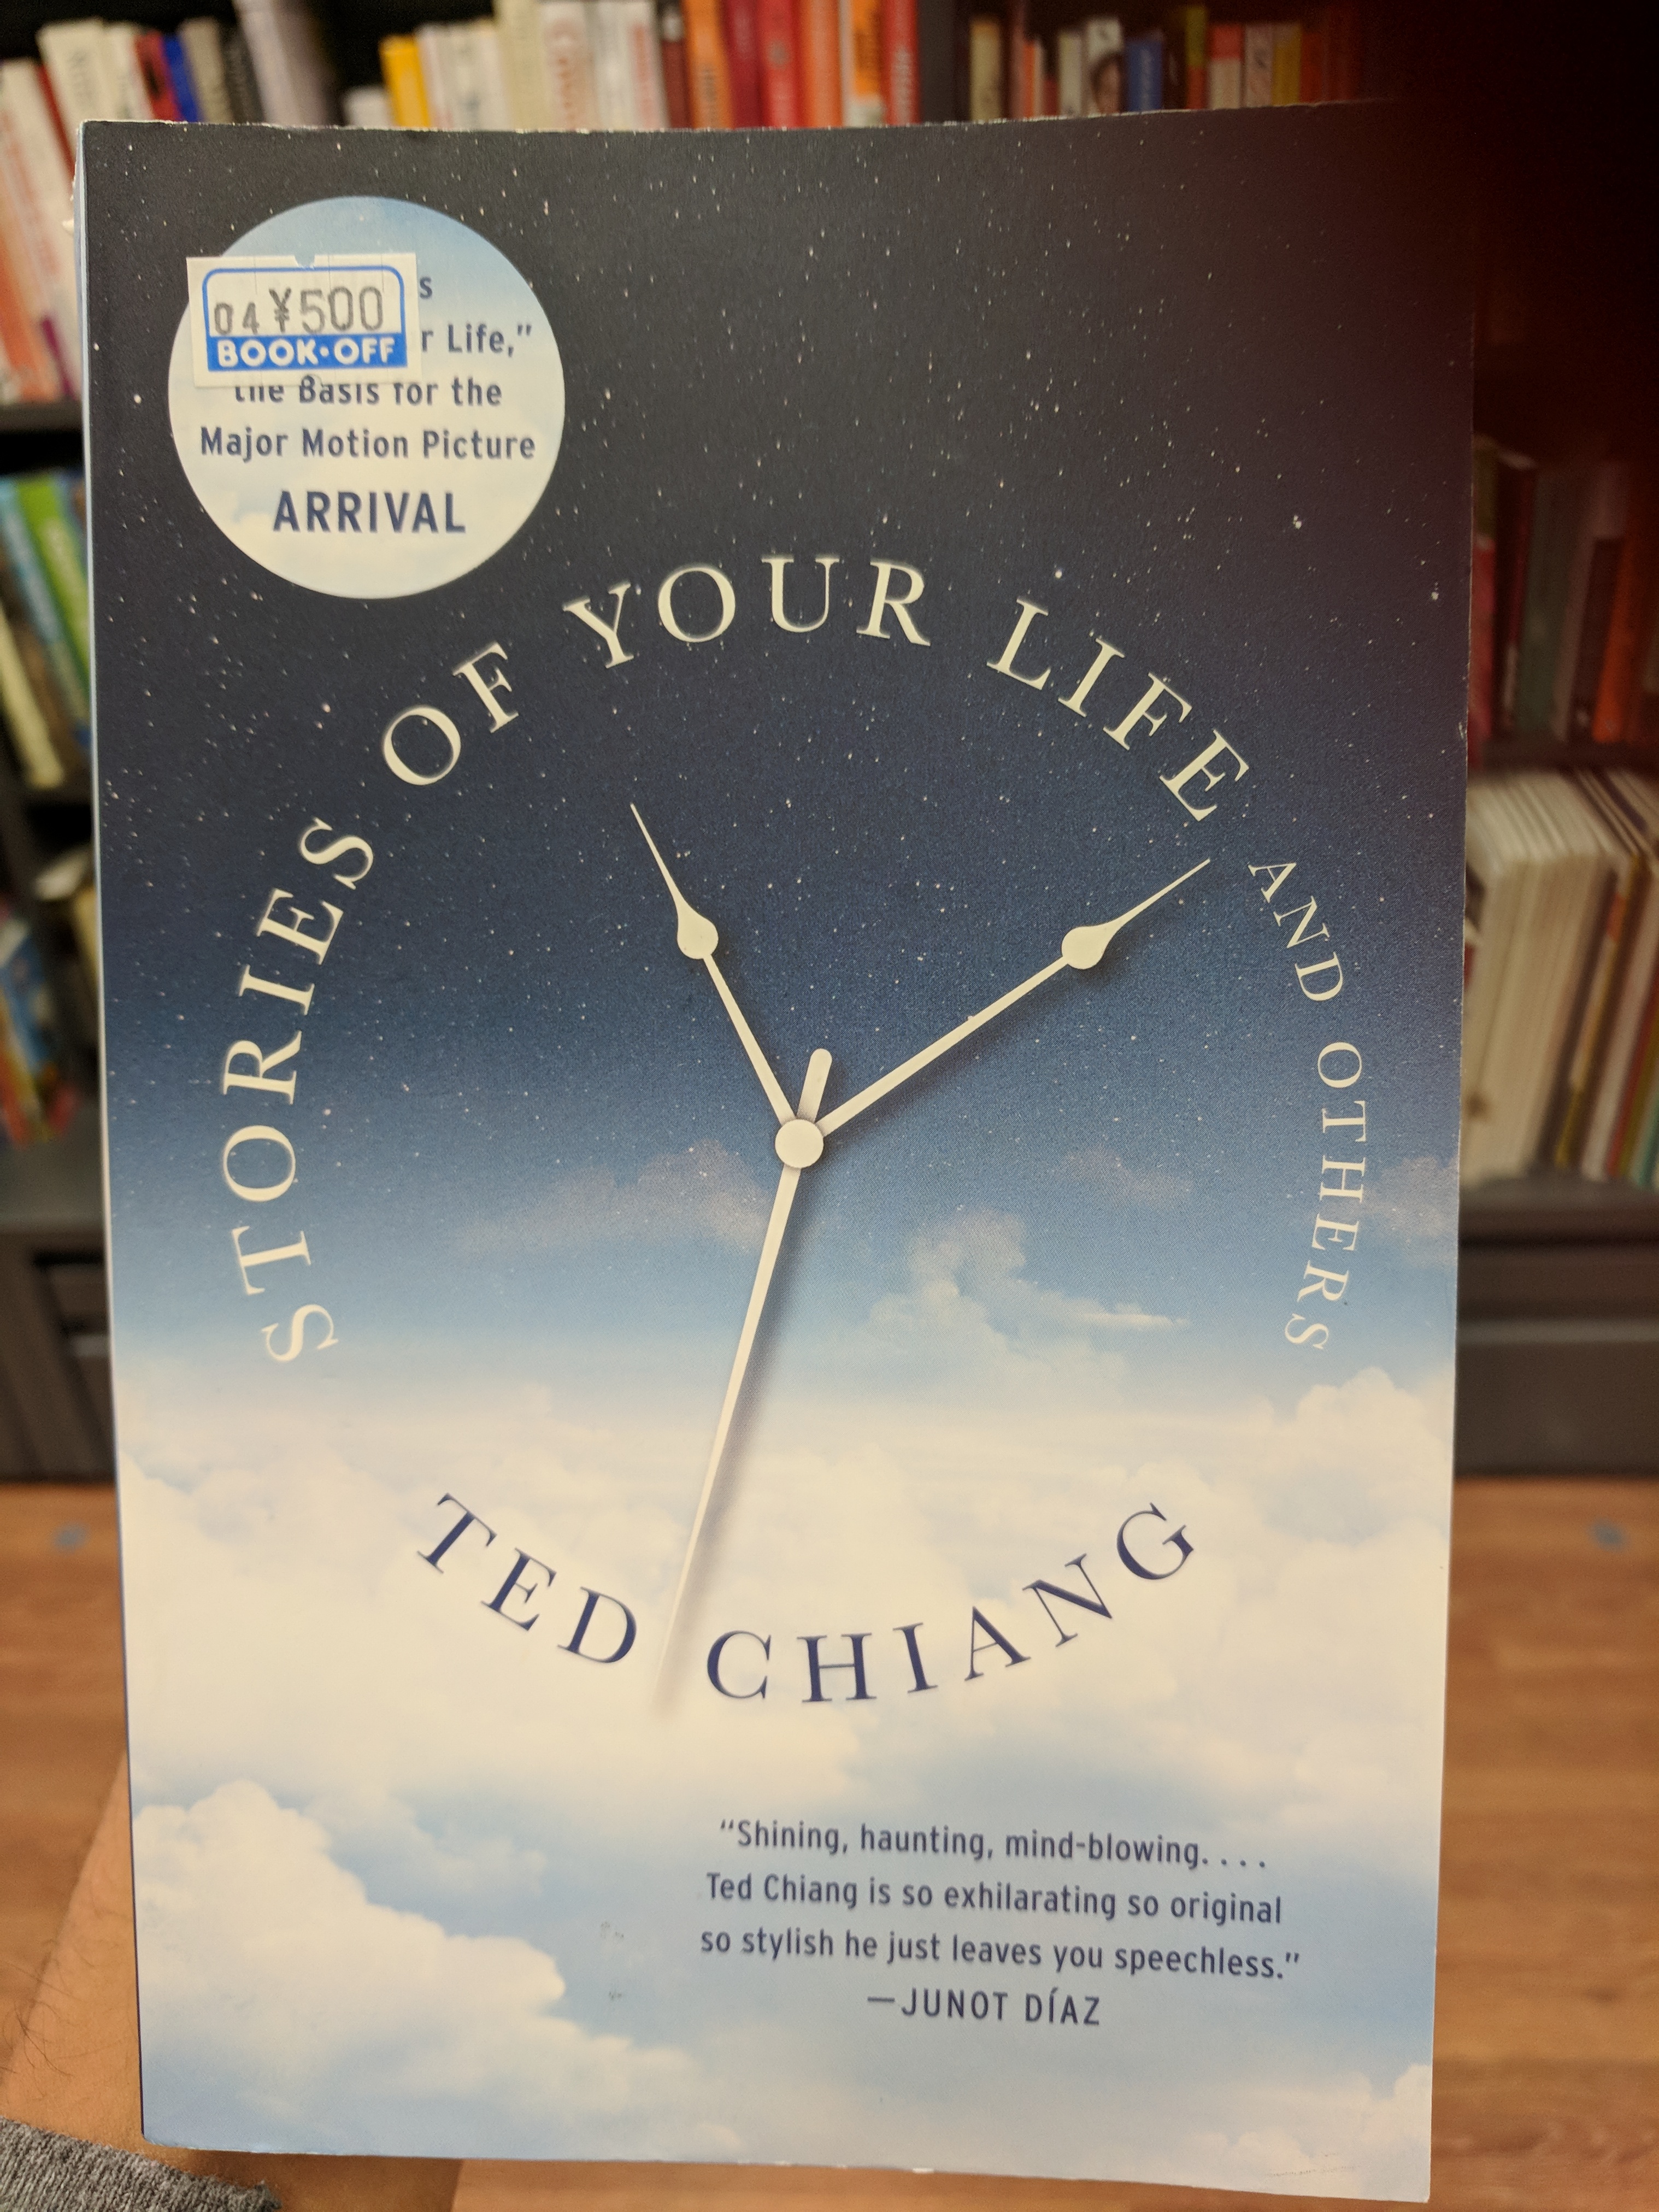 04 ¥500
BOOK·OFF
s
r Life,”
the Basis for the
Major Motion Picture
ARRIVAL
STORIES OF YOUR LIFE AND OTHERS
TED CHIANG
“Shining, haunting, mind-blowing. . . .
Ted Chiang is so exhilarating so original
so stylish he just leaves you speechless.”
—JUNOT DÍAZ